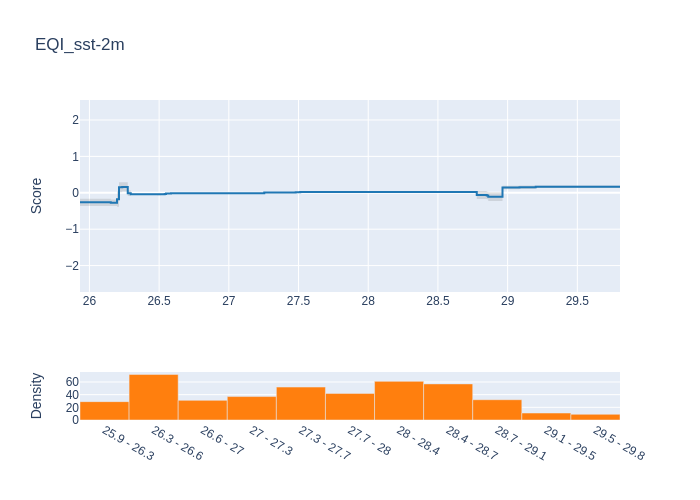 EQI_sst-2m
Score
2
1
0
−1
−2
26
26.5
27
27.5
28
28.5
29
29.5
Density
60
40
20
0
25.9 - 26.3
26.3 - 26.6
26.6 - 27
27 - 27.3
27.3 - 27.7
27.7 - 28
28 - 28.4
28.4 - 28.7
28.7 - 29.1
29.1 - 29.5
29.5 - 29.8